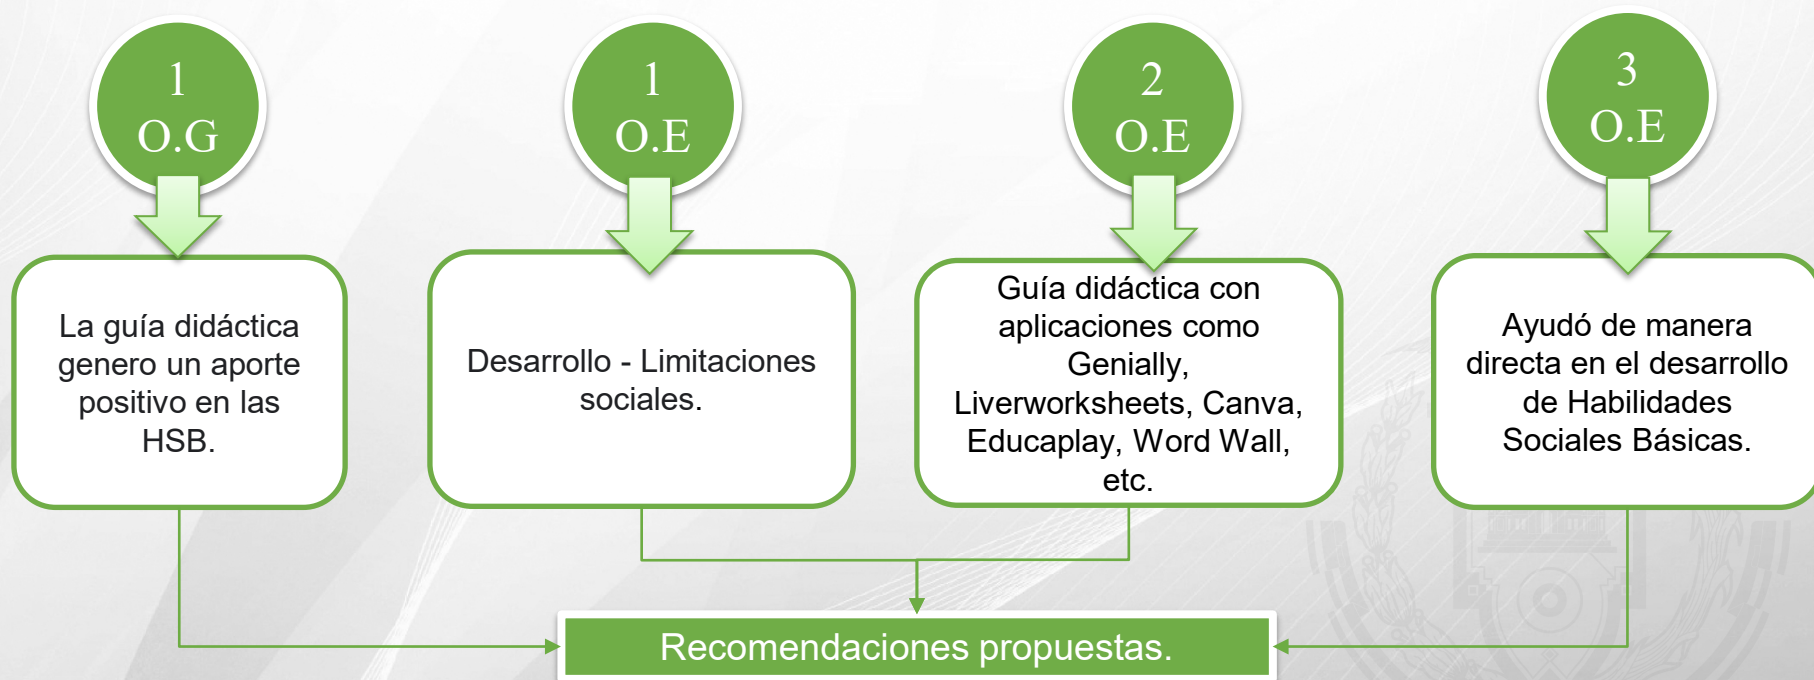 1
O.G
La guía didáctica
genero un aporte
positivo en las
HSB.
1
O.E
Desarrollo - Limitaciones
sociales.
2
O.E
Guía didáctica con
aplicaciones como
Genially,
Liverworksheets, Canva,
Educaplay, Word Wall,
etc.
3
O.E
Ayudó de manera
directa en el desarrollo
de Habilidades
Sociales Básicas.
Recomendaciones propuestas.